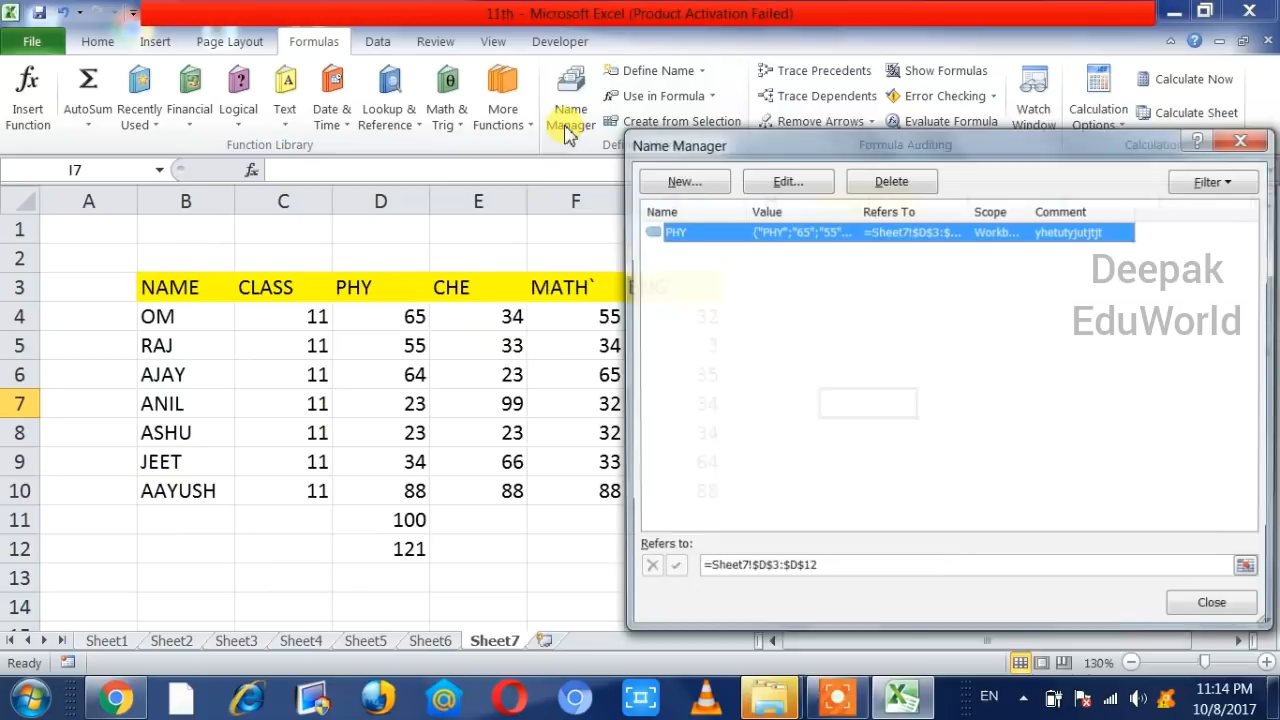 11th - Microsoft Excel (Product Activation Failed)
File Home Insert Page Layout Formulas Data Review View Developer
Insert Function
AutoSum
Recently Used
Financial
Logical
Text
Date & Time
Lookup & Reference
Math & Trig
More Functions
Name Manager
Define Name
Use in Formula
Create from Selection
Trace Precedents
Trace Dependents
Remove Arrows
Show Formulas
Error Checking
Evaluate Formula
Watch Window
Calculation Options
Calculate Now
Calculate Sheet
Function Library
Formula Auditing
I7
fx
A B C D E F
1
2
3 NAME CLASS PHY CHE MATH` ENG
4 OM 11 65 34 55 32
5 RAJ 11 55 33 34 3
6 AJAY 11 64 23 65 35
7 ANIL 11 23 99 32 34
8 ASHU 11 23 23 32 34
9 JEET 11 34 66 33 64
10 AAYUSH 11 88 88 88 88
11 100
12 121
13
14
Name Manager
New... Edit... Delete Filter
Name Value Refers To Scope Comment
PHY {"PHY";"65";"55"... =Sheet7!$D$3:$... Workb... yhetutyjutjtjt
Deepak
EduWorld
Refers to:
=Sheet7!$D$3:$D$12
Close
Sheet1 Sheet2 Sheet3 Sheet4 Sheet5 Sheet6 Sheet7
Ready
130%
EN
11:14 PM
10/8/2017